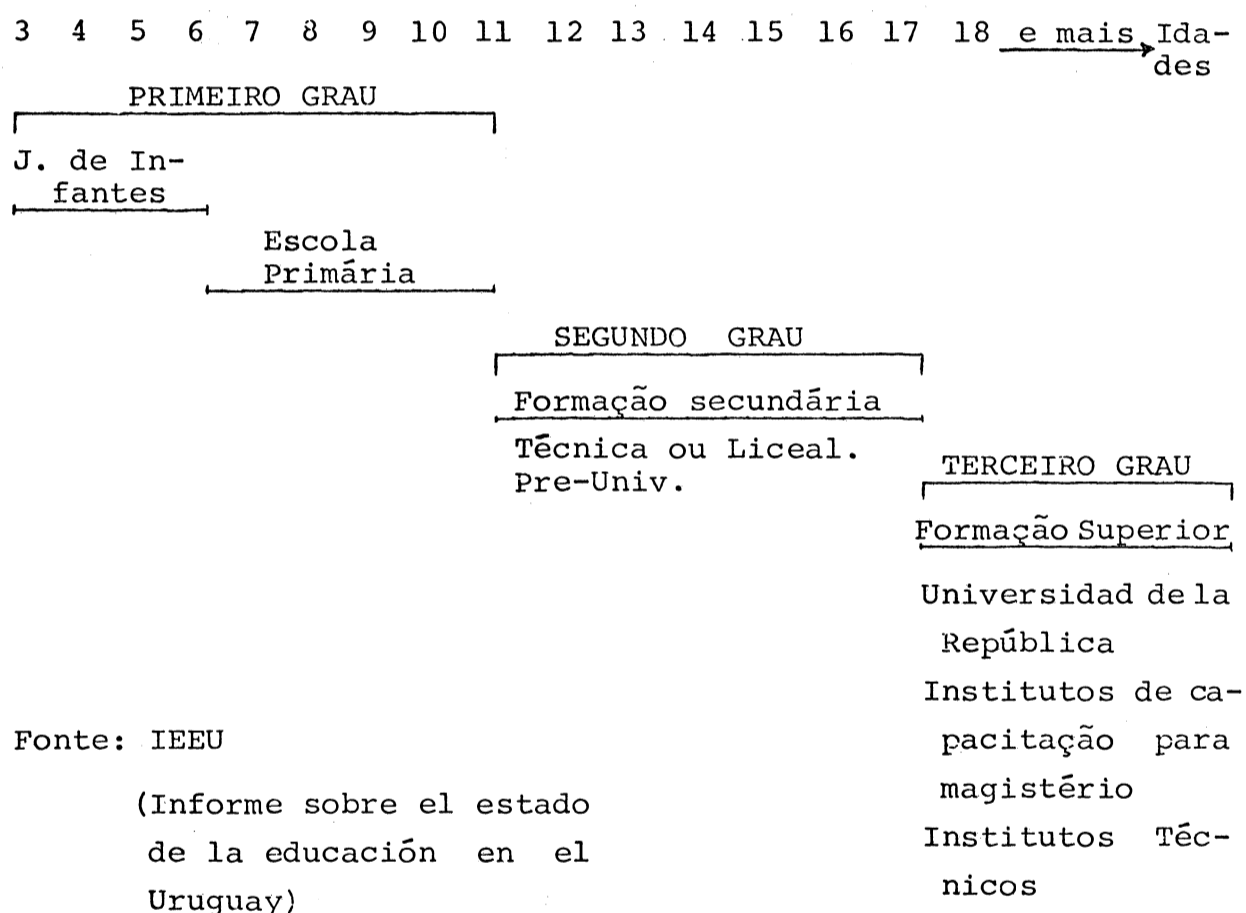 3 4 5 6 7 8 9 10 11 12 13 14 15 16 17 18 e mais Ida-
des
PRIMEIRO GRAU
J. de In-
fantes
Escola
Primária
SEGUNDO GRAU
Formação secundária
Técnica ou Liceal.
Pre-Univ.
TERCEIRO GRAU
Formação Superior
Universidad de la
República
Institutos de ca-
pacitação para
magistério
Institutos Téc-
nicos
Fonte: IEEU
(Informe sobre el estado
de la educación en el
Uruguay)